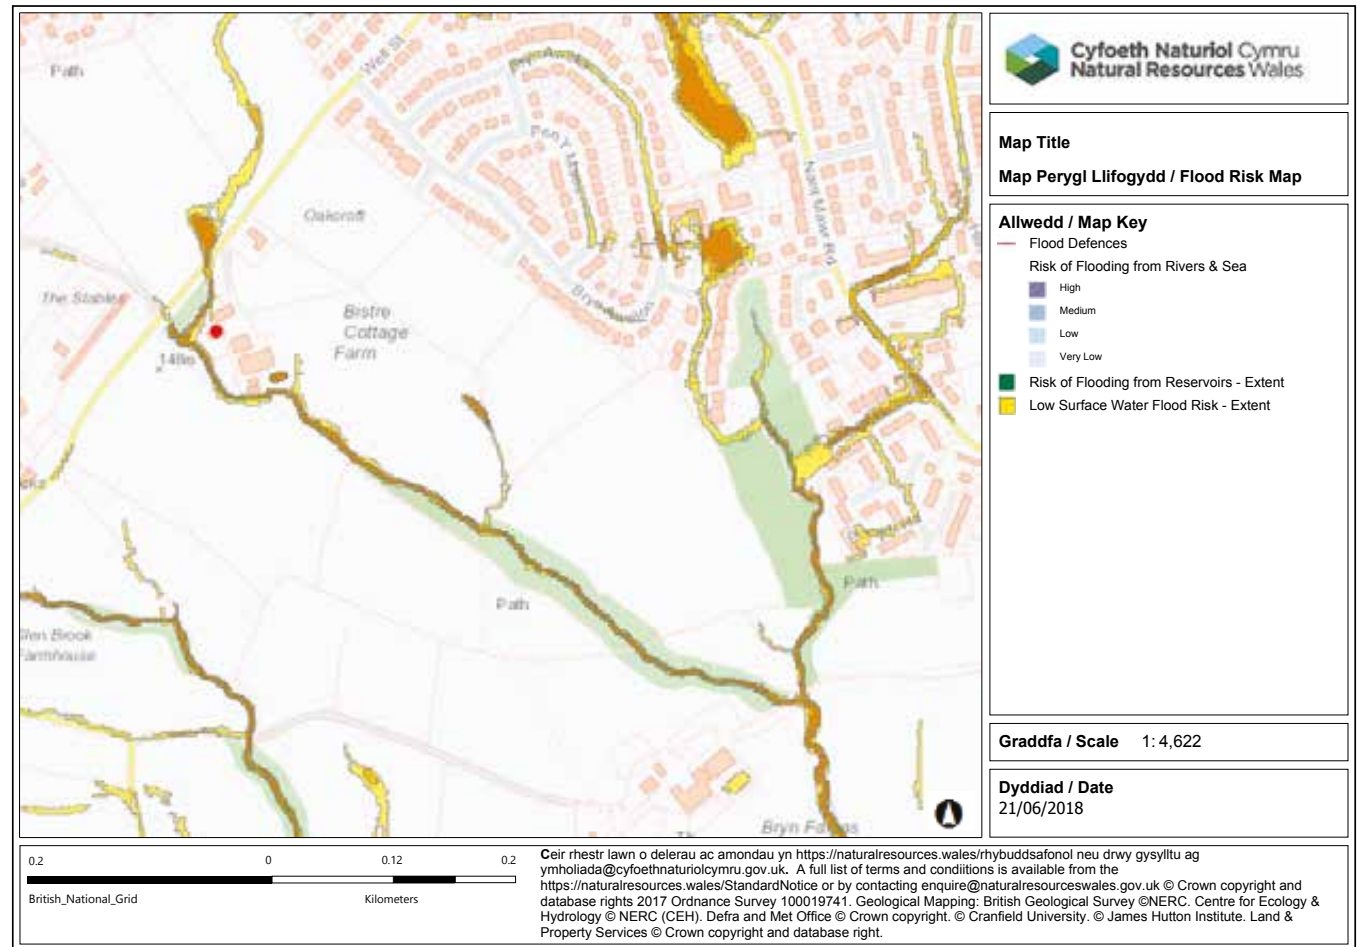 Path
Well St
Bryn Awelon
Pen Y Maes
Nant Mawr Rd
Oakcroft
The Stables
Bistre
Cottage
Farm
Bryn Awelon
148m
Path
Path
Glen Brook
Farmhouse
Cyfoeth Naturiol Cymru
Natural Resources Wales
Map Title
Map Perygl Llifogydd / Flood Risk Map
Allwedd / Map Key
Flood Defences
Risk of Flooding from Rivers & Sea
High
Medium
Low
Very Low
Risk of Flooding from Reservoirs - Extent
Low Surface Water Flood Risk - Extent
Graddfa / Scale 1: 4,622
Dyddiad / Date
21/06/2018
0.2 0 0.12 0.2
British_National_Grid Kilometers
Ceir rhestr lawn o delerau ac amondau yn https://naturalresources.wales/rhybuddsafonol neu drwy gysylltu ag
ymholiada@cyfoethnaturiolcymru.gov.uk. A full list of terms and condiitions is available from the
https://naturalresources.wales/StandardNotice or by contacting enquire@naturalresourceswales.gov.uk © Crown copyright and
database rights 2017 Ordnance Survey 100019741. Geological Mapping: British Geological Survey ©NERC. Centre for Ecology &
Hydrology © NERC (CEH). Defra and Met Office © Crown copyright. © Cranfield University. © James Hutton Institute. Land &
Property Services © Crown copyright and database right.